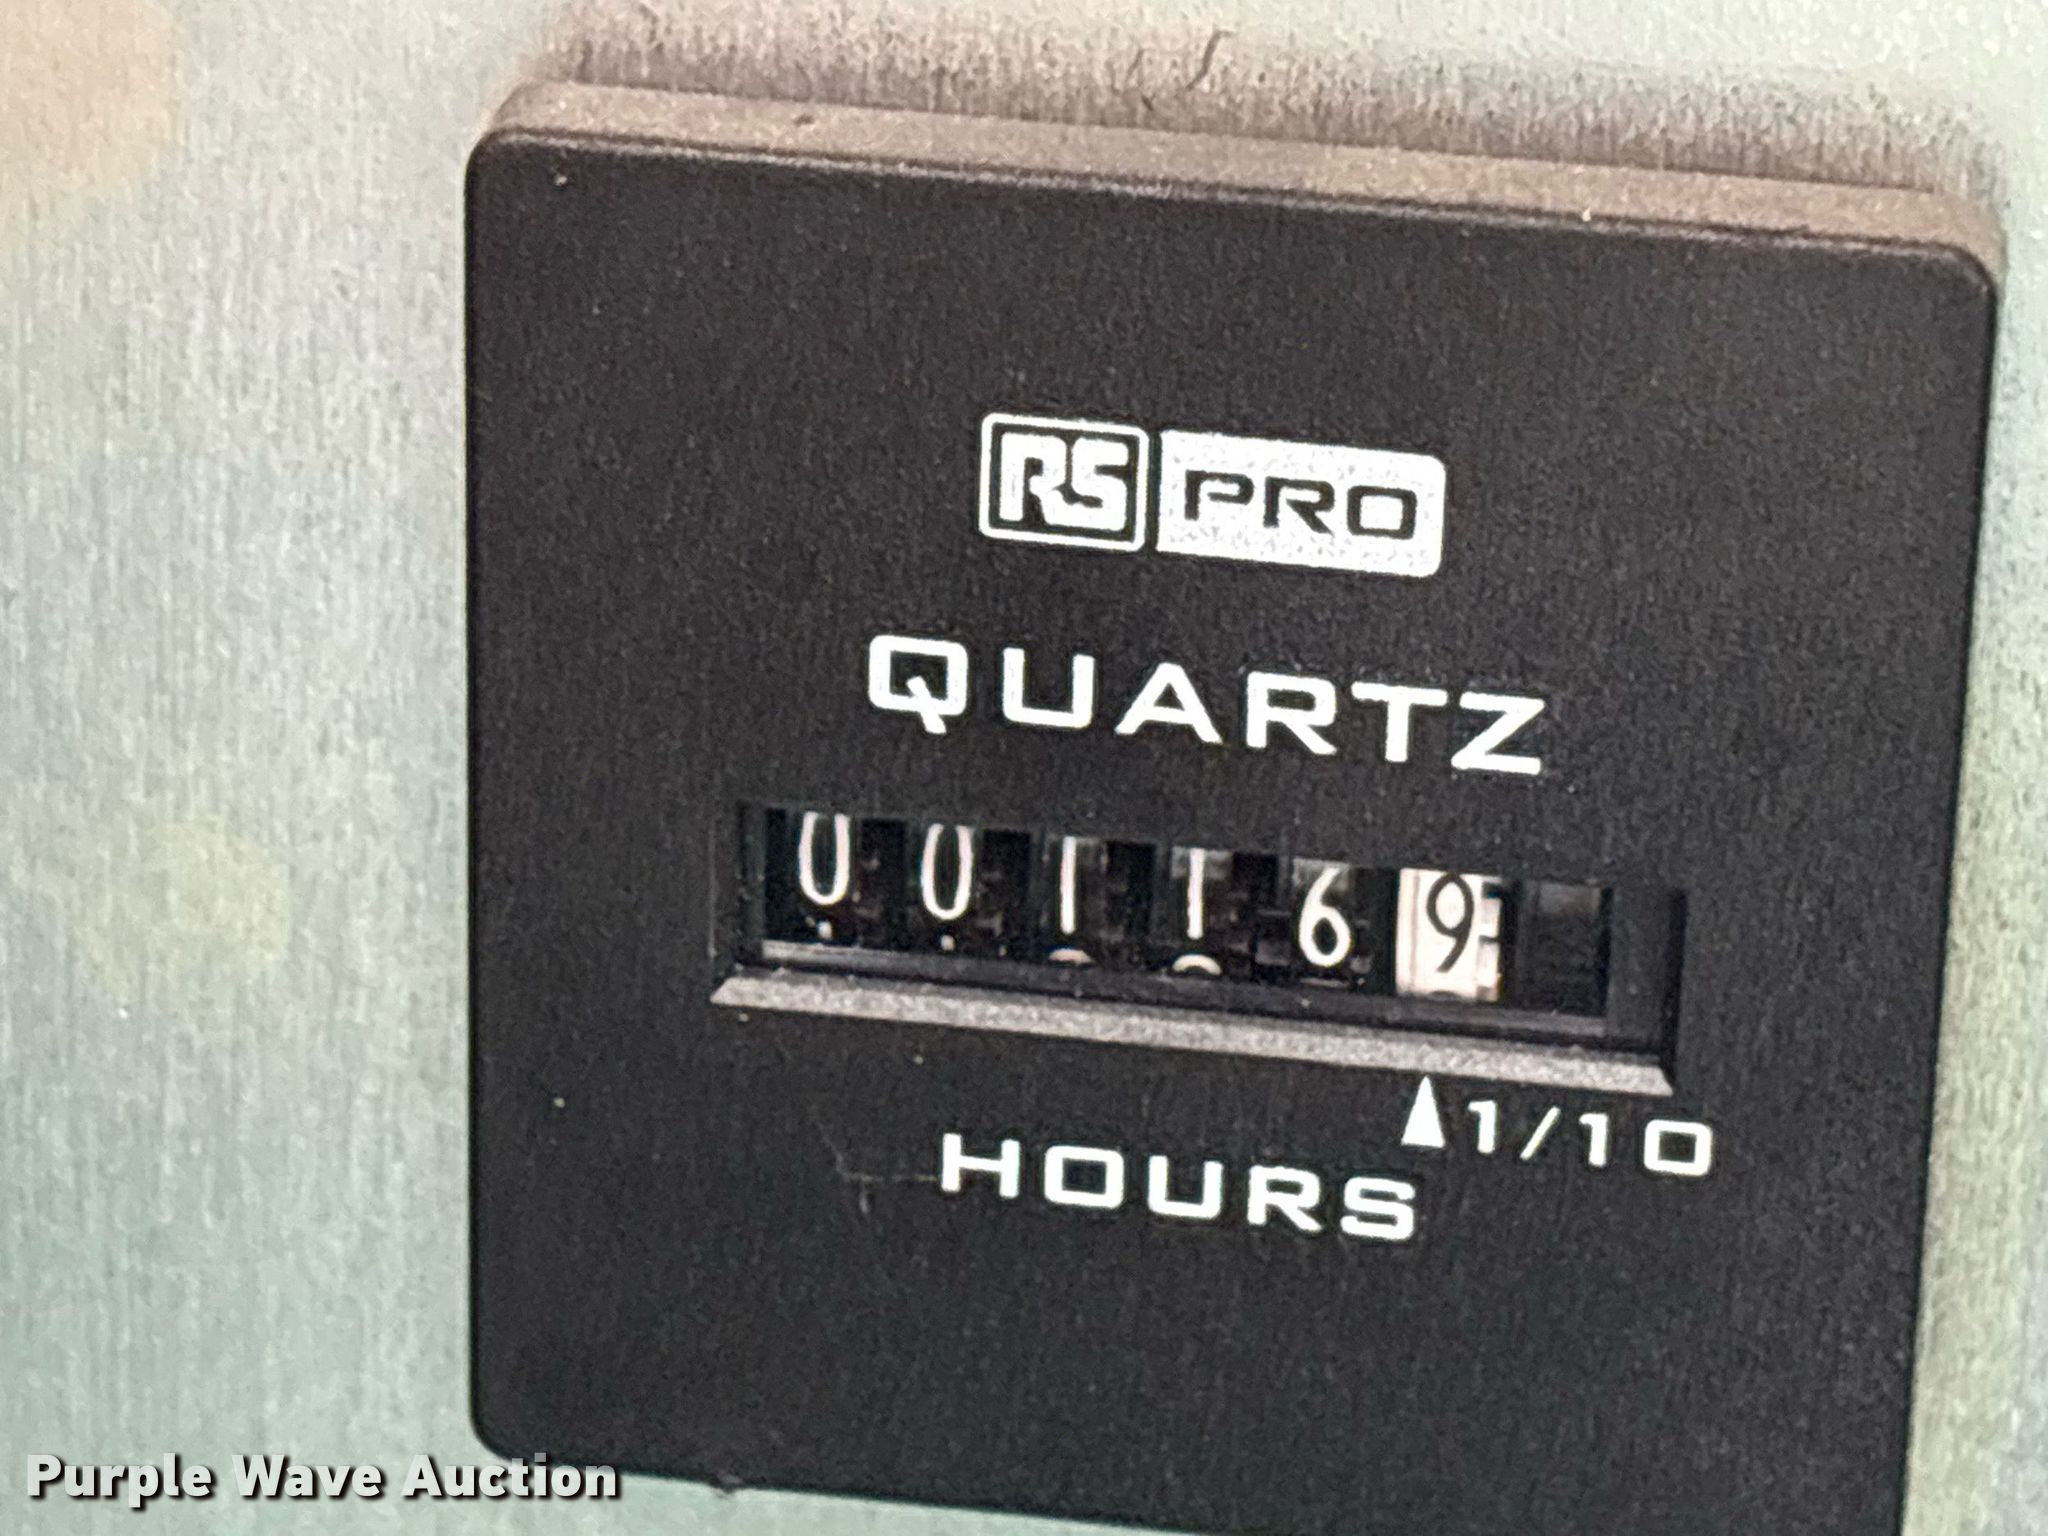 RS PRO
QUARTZ
001169
1/10
HOURS
Purple Wave Auction